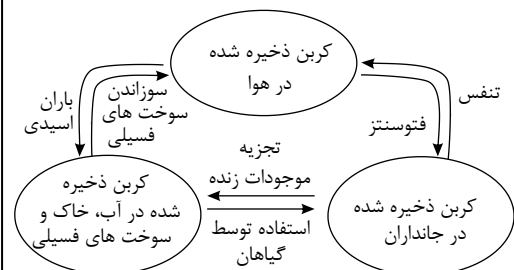 کربن ذخیره شده
در هوا
باران
اسیدی
سوزاندن
سوخت های
فسیلی
تنفس
فتوسنتز
تجزیه
موجودات زنده
استفاده توسط
گیاهان
کربن ذخیره
شده در آب، خاک و
سوخت های فسیلی
کربن ذخیره شده
در جانداران